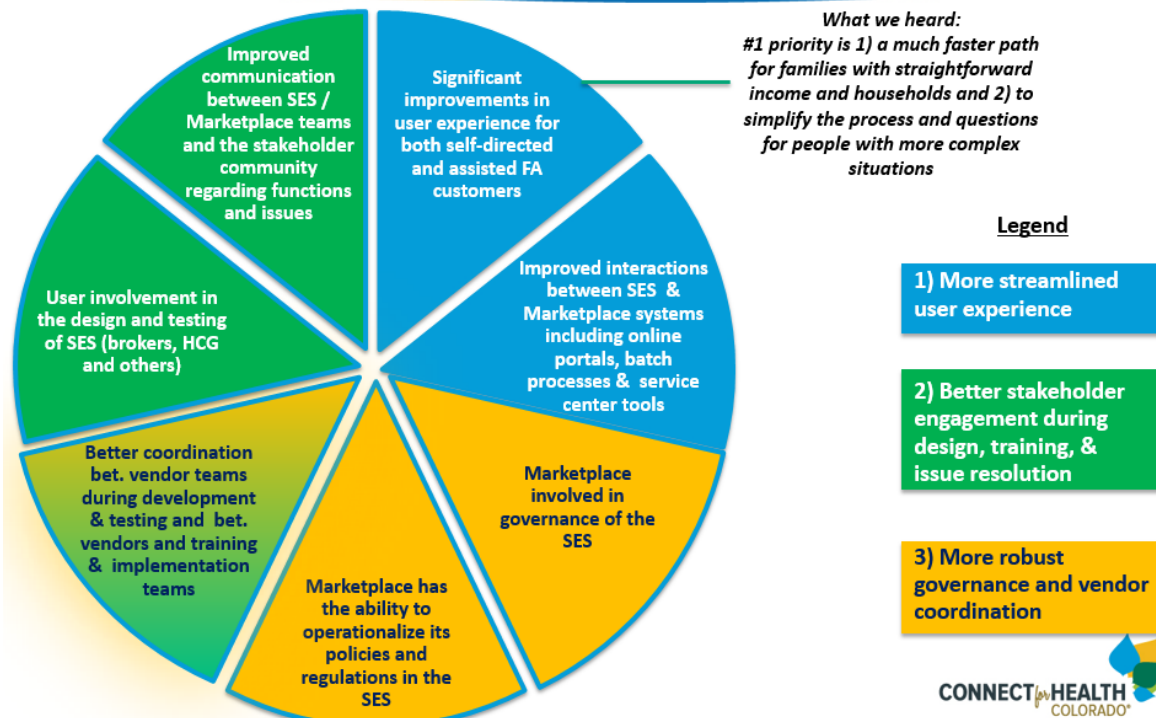 Improved
communication
between SES /
Marketplace teams
and the stakeholder
community
regarding functions
and issues
Significant
improvements in
user experience for
both self-directed
and assisted FA
customers
What we heard:
#1 priority is 1) a much faster path
for families with straightforward
income and households and 2) to
simplify the process and questions
for people with more complex
situations
Improved interactions
between SES & 
Marketplace systems
including online
portals, batch
processes & service
center tools
Marketplace
involved in
governance of the
SES
Marketplace has
the ability to
operationalize its
policies and
regulations in the
SES
Better coordination
bet. vendor teams
during development
& testing and bet.
vendors and training
& implementation
teams
User involvement in
the design and testing
of SES (brokers, HCG
and others)
Legend
1) More streamlined
user experience
2) Better stakeholder
engagement during
design, training, &
issue resolution
3) More robust
governance and vendor
coordination
CONNECT for HEALTH
COLORADO®